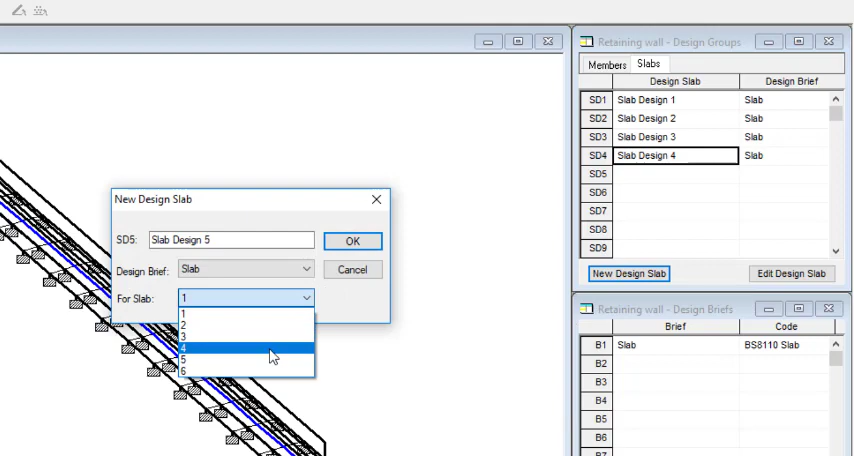 Retaining wall - Design Groups
Members Slabs
Design Slab Design Brief
SD1 Slab Design 1 Slab
SD2 Slab Design 2 Slab
SD3 Slab Design 3 Slab
SD4 Slab Design 4 Slab
SD5
SD6
SD7
SD8
SD9
New Design Slab Edit Design Slab
New Design Slab
SD5: Slab Design 5 OK
Design Brief: Slab Cancel
For Slab: 1
1
2
3
4
5
6
Retaining wall - Design Briefs
Brief Code
B1 Slab BS8110 Slab
B2
B3
B4
B5
B6